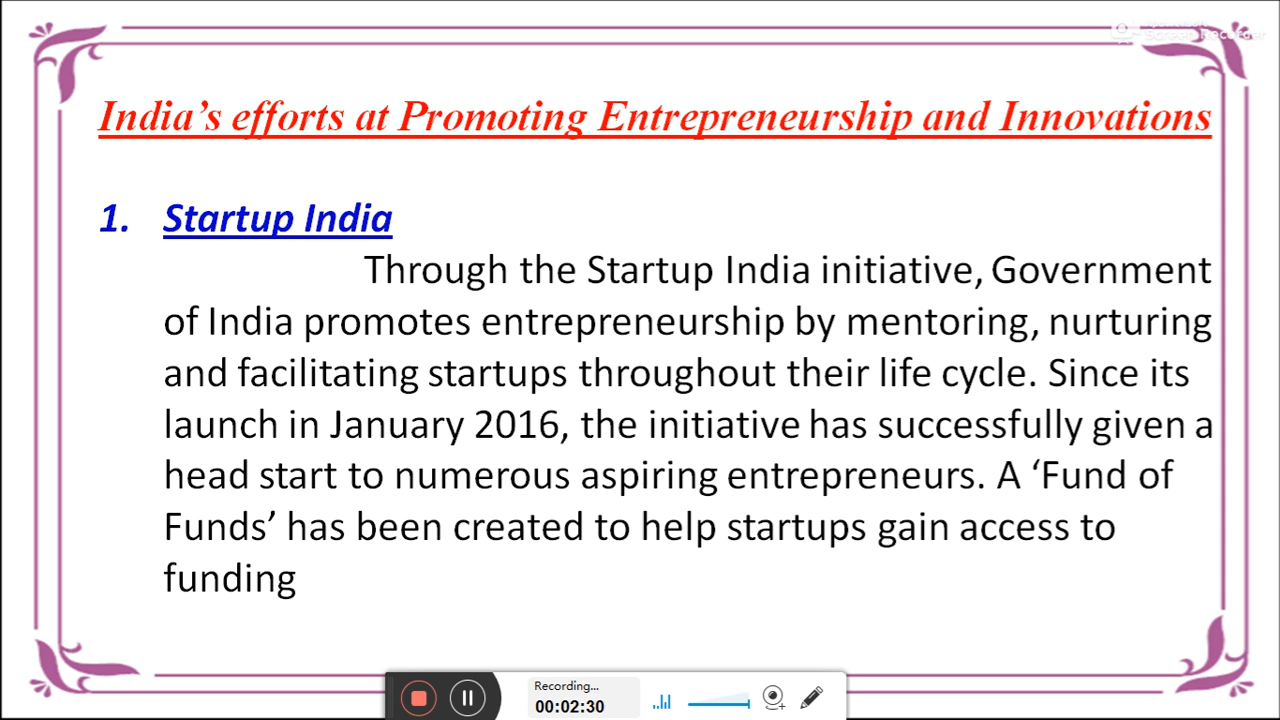 Screen Recorder
India's efforts at Promoting Entrepreneurship and Innovations
1. Startup India
Through the Startup India initiative, Government
of India promotes entrepreneurship by mentoring, nurturing
and facilitating startups throughout their life cycle. Since its
launch in January 2016, the initiative has successfully given a
head start to numerous aspiring entrepreneurs. A ‘Fund of
Funds’ has been created to help startups gain access to
funding
Recording...
00:02:30